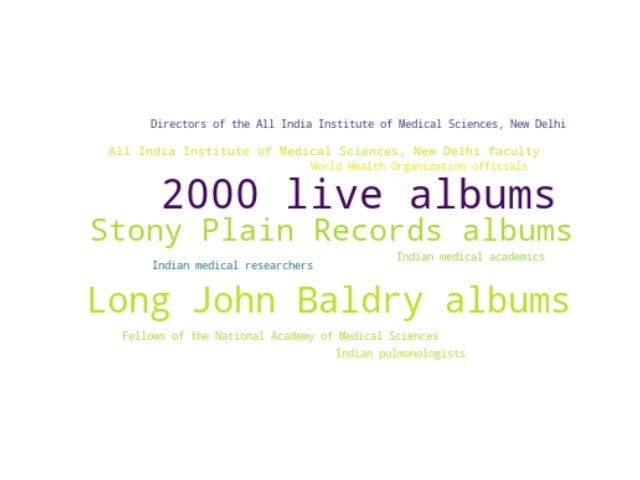 Directors of the All India Institute of Medical Sciences, New Delhi
All India Institute of Medical Sciences, New Delhi faculty
World Health Organization officials
2000 live albums
Stony Plain Records albums
Indian medical academics
Indian medical researchers
Long John Baldry albums
Fellows of the National Academy of Medical Sciences
Indian pulmonologists